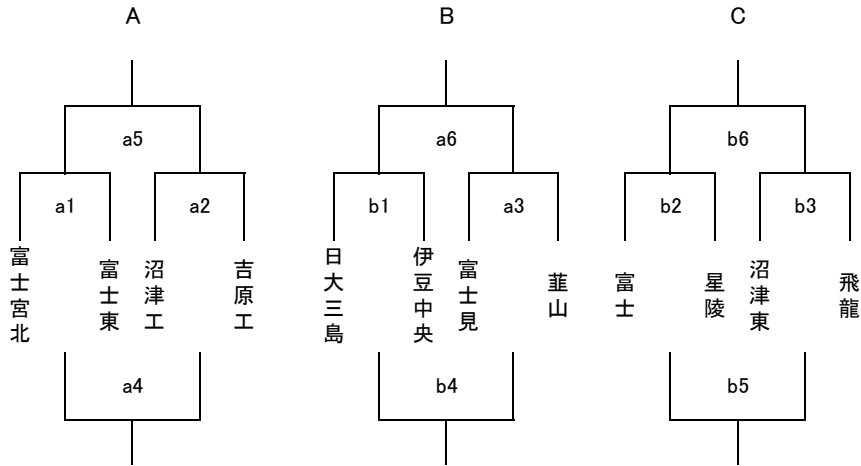 A B C
a5 a6 b6
a1 a2 b1 a3 b2 b3
富士宮北
富士東
沼津工
吉原工
日大三島
伊豆中央
富士見
韮山
富士
星陵
沼津東
飛龍
a4 b4 b5